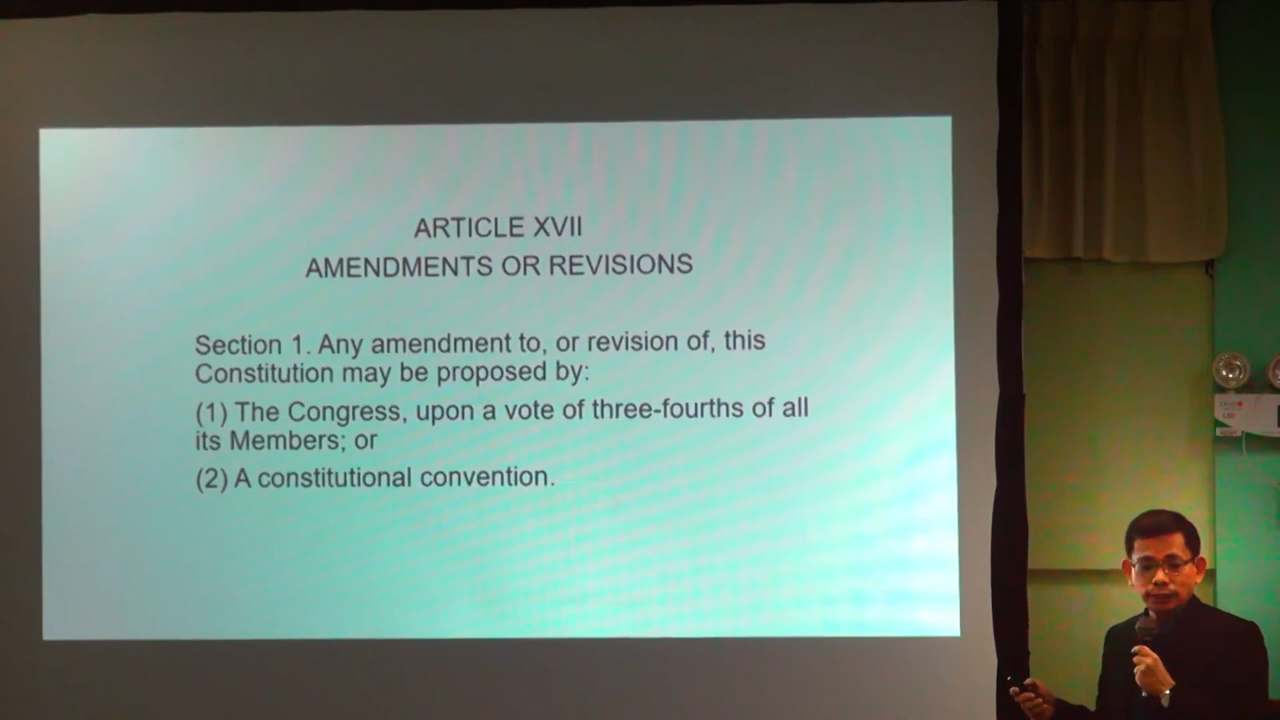 ARTICLE XVII
AMENDMENTS OR REVISIONS
Section 1. Any amendment to, or revision of, this
Constitution may be proposed by:
(1) The Congress, upon a vote of three-fourths of all
its Members; or
(2) A constitutional convention.